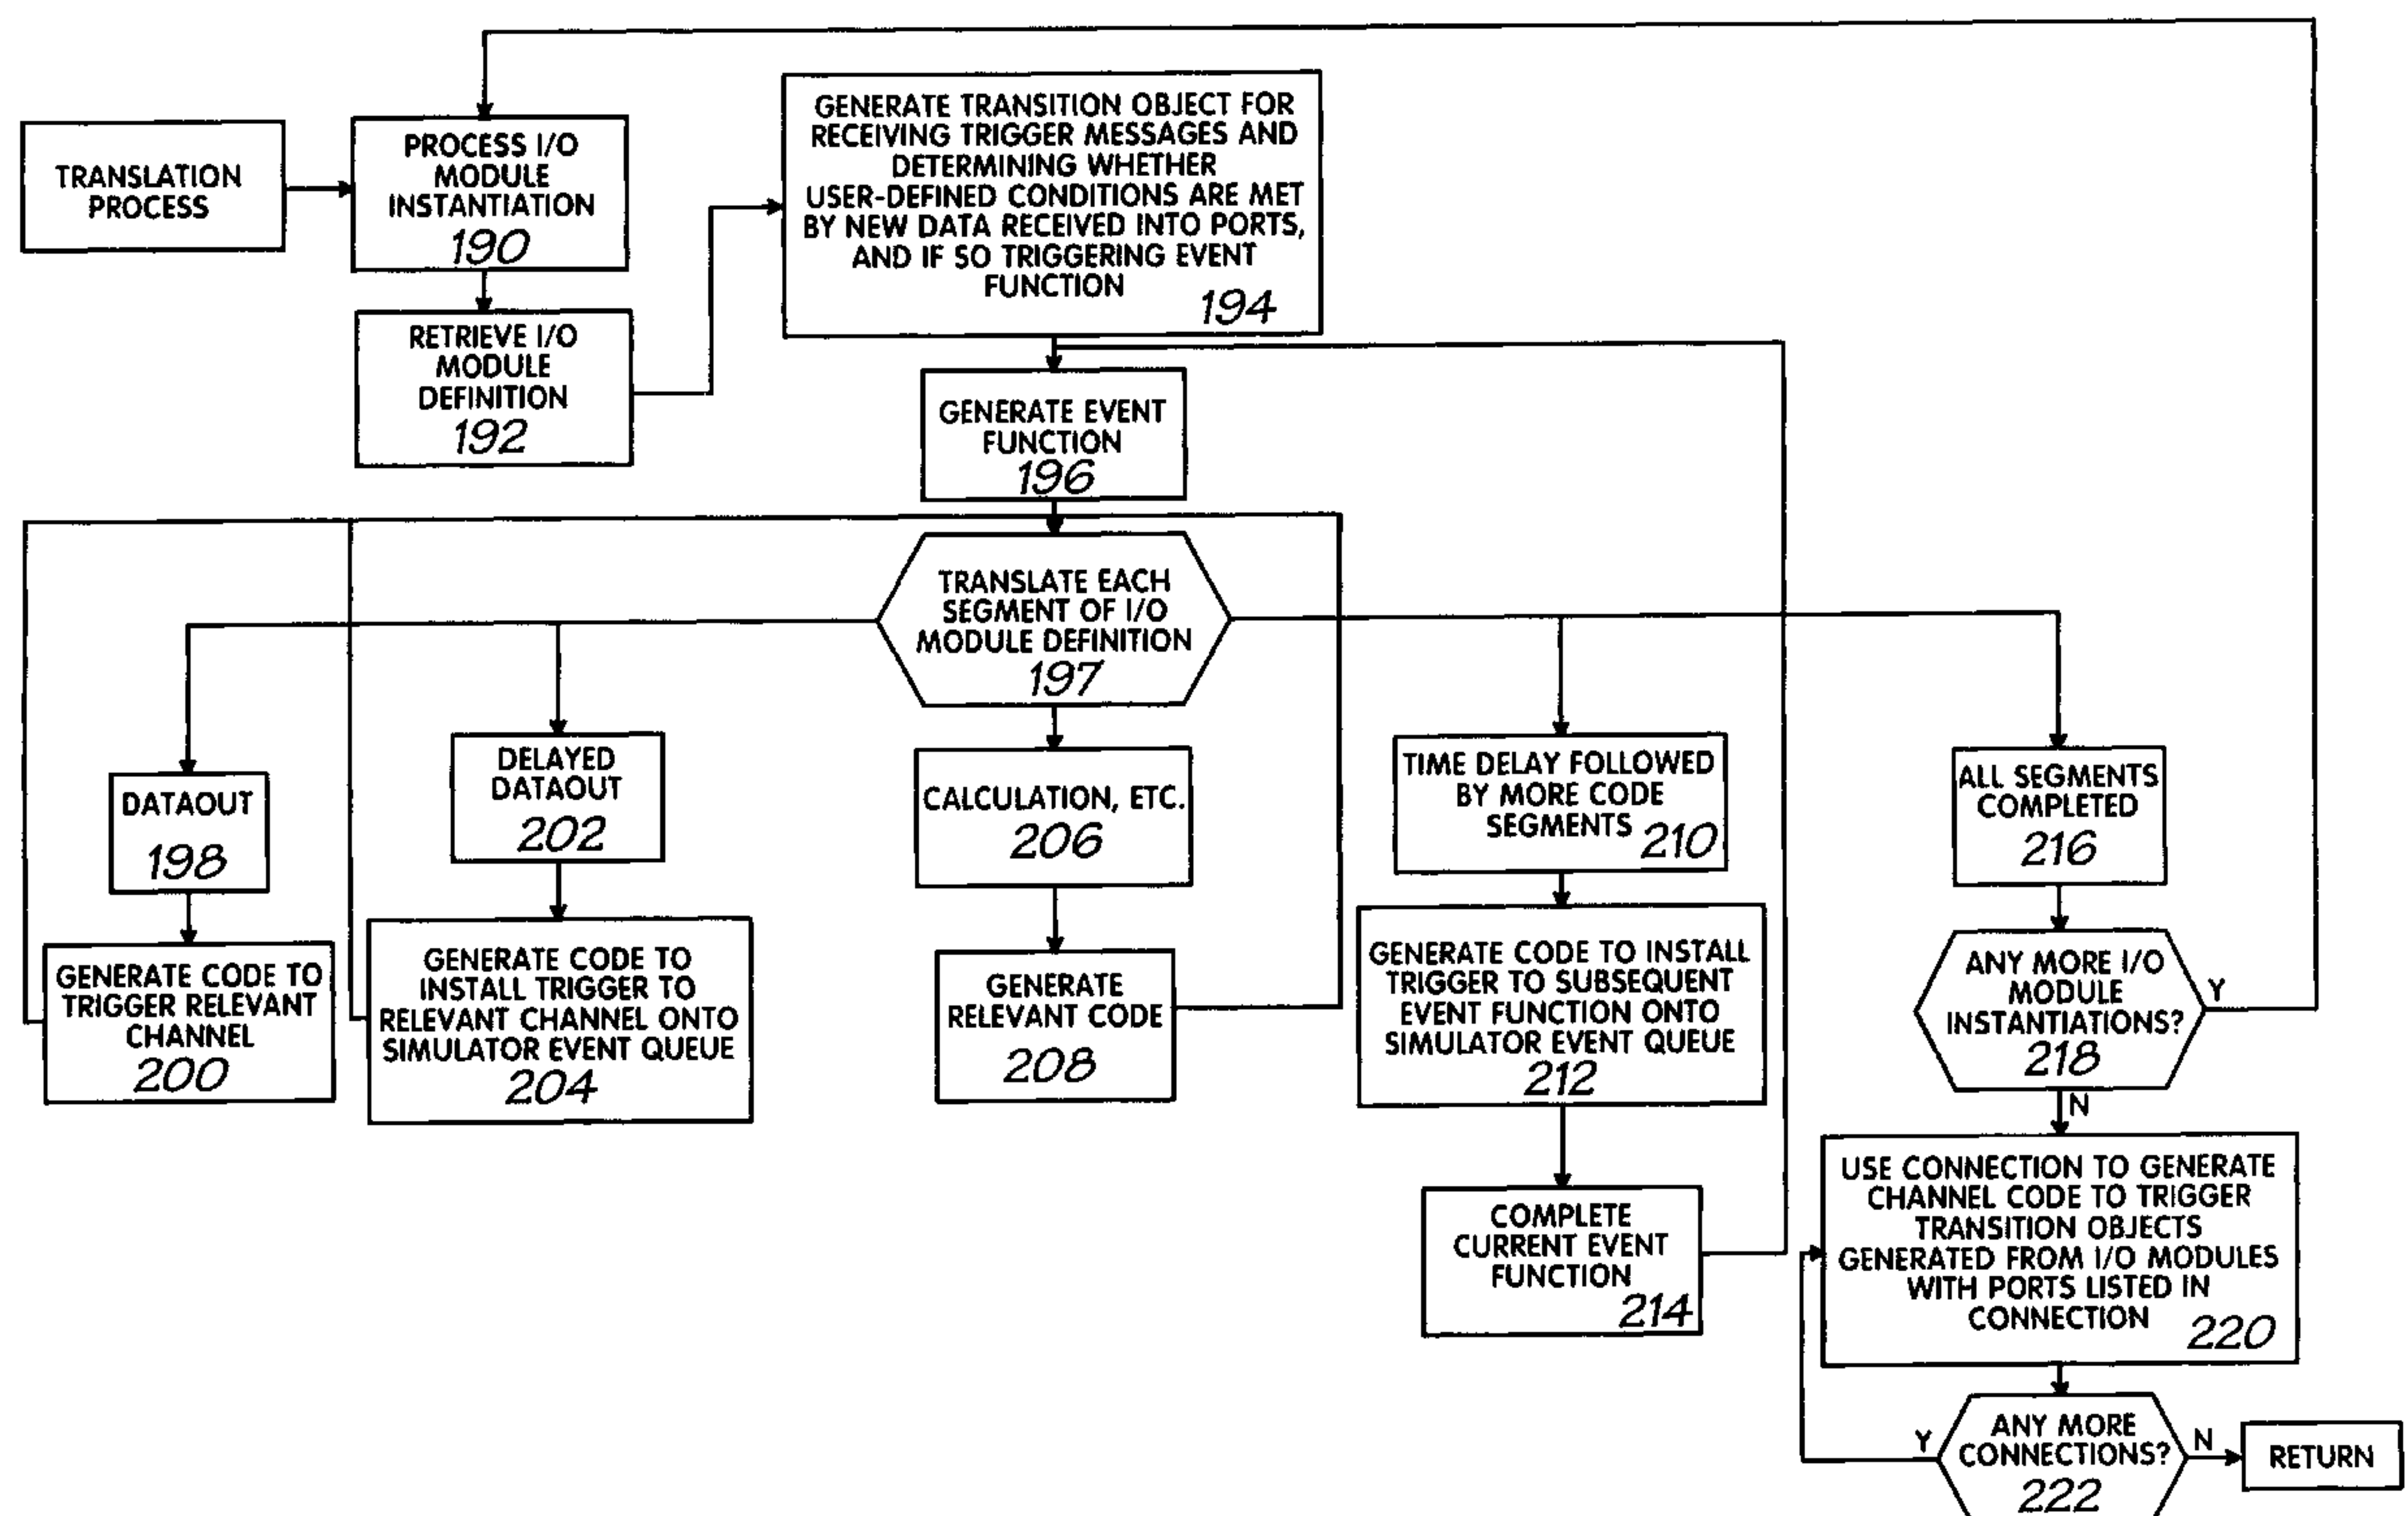 TRANSLATION
PROCESS
PROCESS I/O
MODULE
INSTANTIATION
190
RETRIEVE I/O
MODULE
DEFINITION
192
GENERATE TRANSITION OBJECT FOR
RECEIVING TRIGGER MESSAGES AND
DETERMINING WHETHER
USER-DEFINED CONDITIONS ARE MET
BY NEW DATA RECEIVED INTO PORTS,
AND IF SO TRIGGERING EVENT
FUNCTION
194
GENERATE EVENT
FUNCTION
196
TRANSLATE EACH
SEGMENT OF I/O
MODULE DEFINITION
197
DATAOUT
198
GENERATE CODE TO
TRIGGER RELEVANT
CHANNEL
200
DELAYED
DATAOUT
202
GENERATE CODE TO
INSTALL TRIGGER TO
RELEVANT CHANNEL ONTO
SIMULATOR EVENT QUEUE
204
CALCULATION, ETC.
206
GENERATE
RELEVANT CODE
208
TIME DELAY FOLLOWED
BY MORE CODE
SEGMENTS
210
GENERATE CODE TO INSTALL
TRIGGER TO SUBSEQUENT
EVENT FUNCTION ONTO
SIMULATOR EVENT QUEUE
212
COMPLETE
CURRENT EVENT
FUNCTION
214
ALL SEGMENTS
COMPLETED
216
ANY MORE I/O
MODULE
INSTANTIATIONS?
218
Y
N
USE CONNECTION TO GENERATE
CHANNEL CODE TO TRIGGER
TRANSITION OBJECTS
GENERATED FROM I/O MODULES
WITH PORTS LISTED IN
CONNECTION
220
ANY MORE
CONNECTIONS?
222
Y
N
RETURN